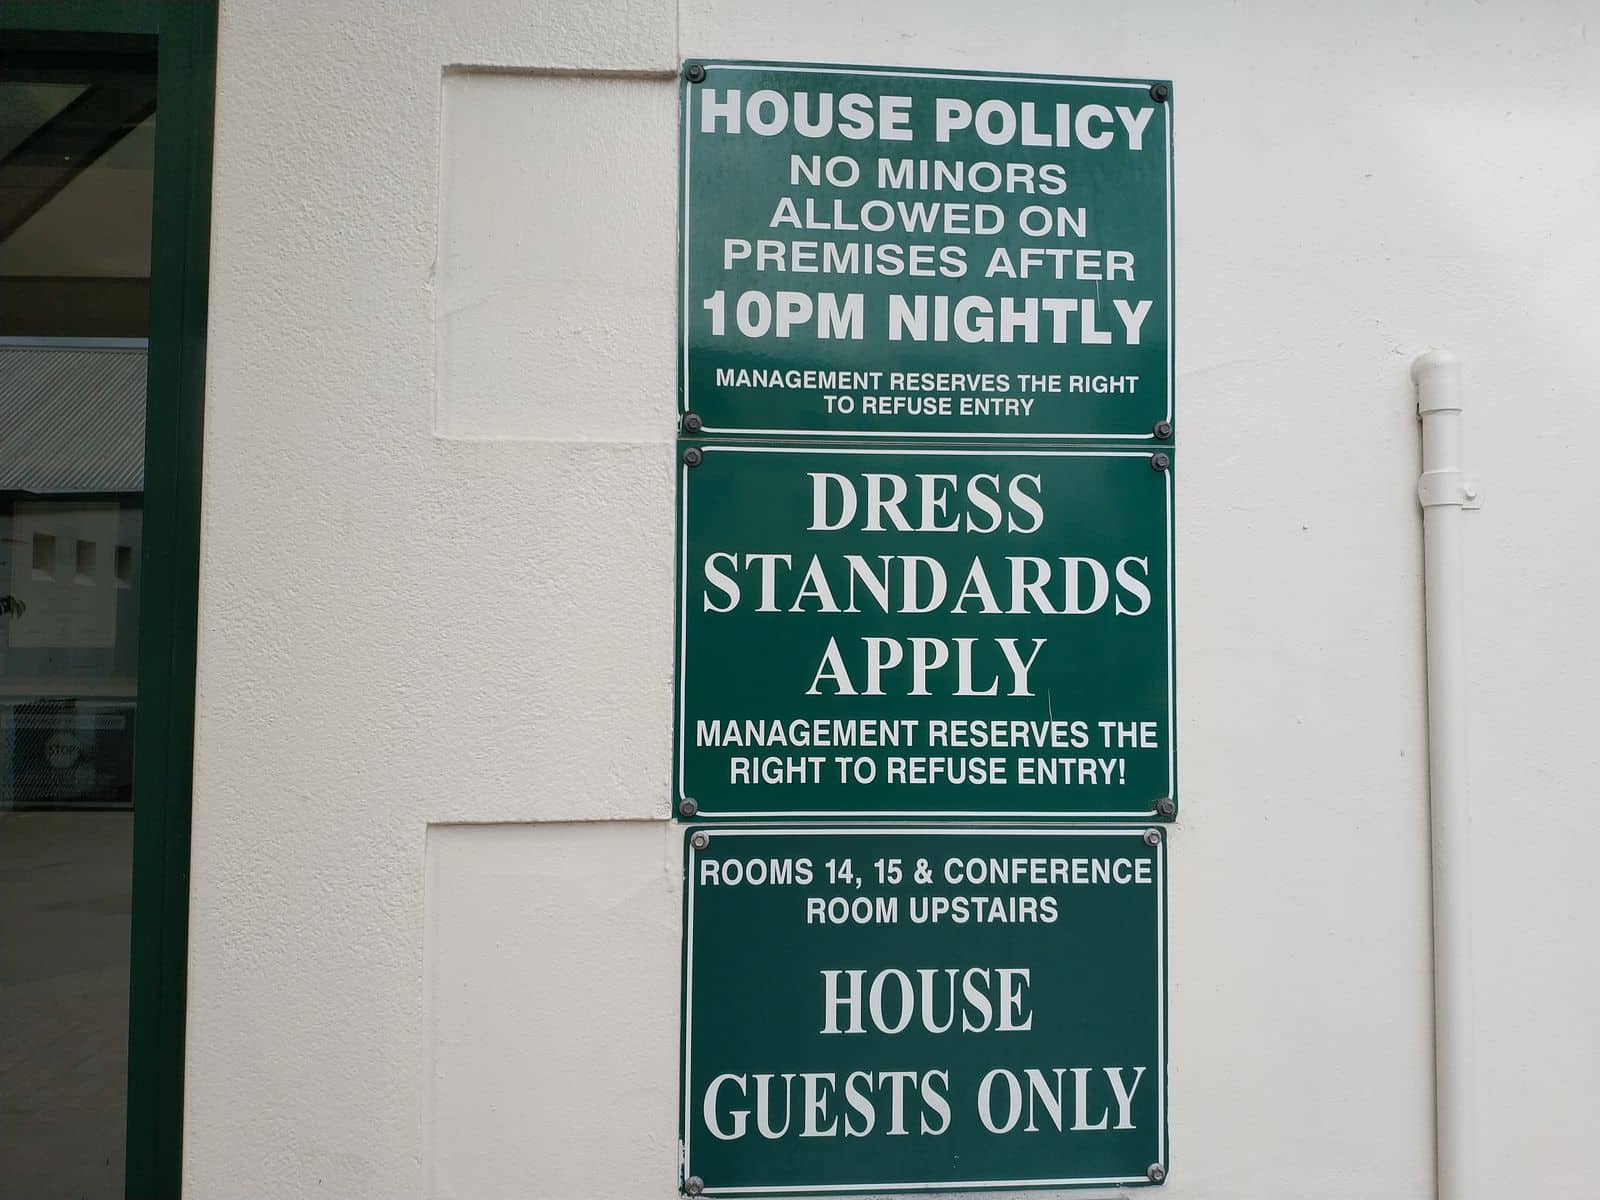 HOUSE POLICY
NO MINORS
ALLOWED ON
PREMISES AFTER
10PM NIGHTLY
MANAGEMENT RESERVES THE RIGHT
TO REFUSE ENTRY
DRESS
STANDARDS
APPLY
MANAGEMENT RESERVES THE
RIGHT TO REFUSE ENTRY!
ROOMS 14, 15 & CONFERENCE
ROOM UPSTAIRS
HOUSE
GUESTS ONLY
STOP